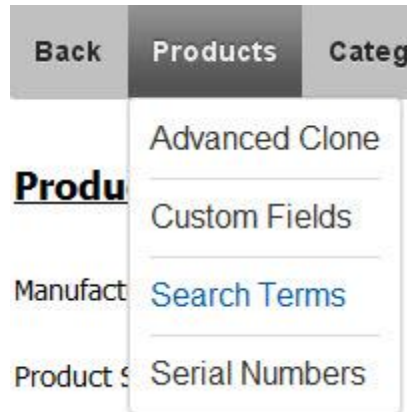 Back Products Categ
Advanced Clone
Produ
Custom Fields
Manufact Search Terms
Product S Serial Numbers